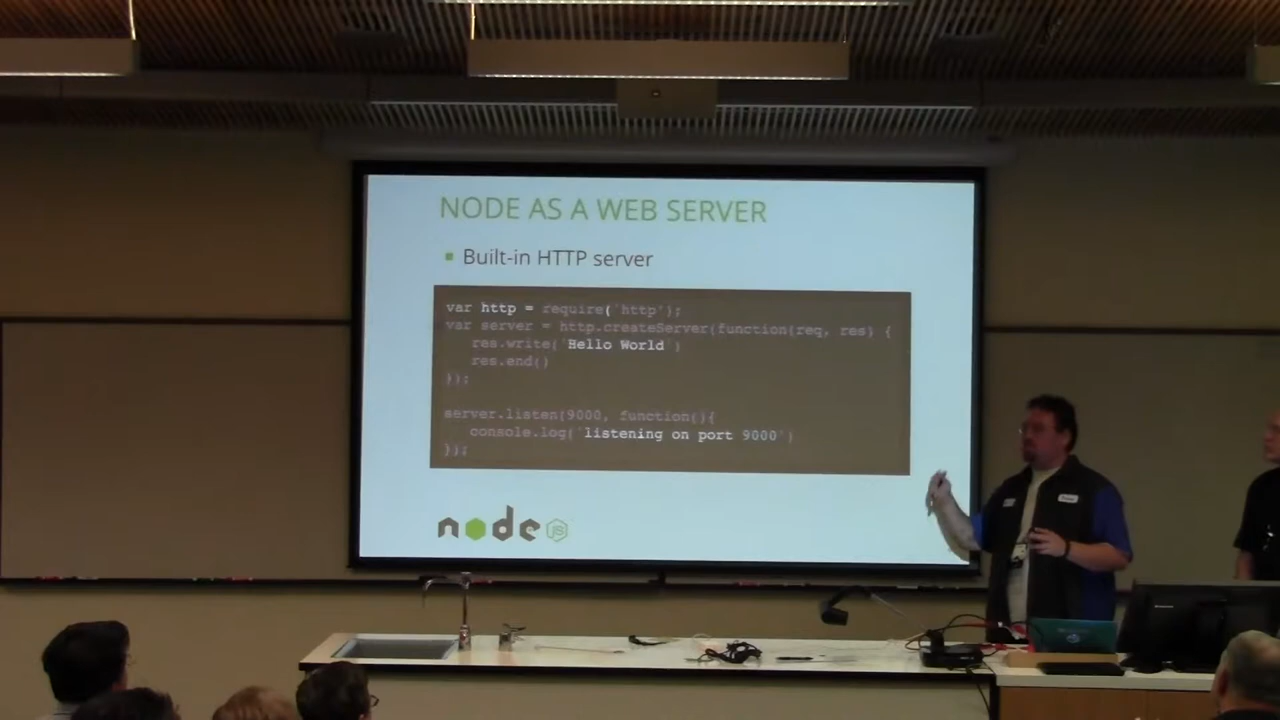 NODE AS A WEB SERVER
Built-in HTTP server
var http = require('http');
var server = http.createServer(function(req, res) {
res.write('Hello World')
res.end()
});
server.listen(9000, function(){
console.log('listening on port 9000')
});
node JS